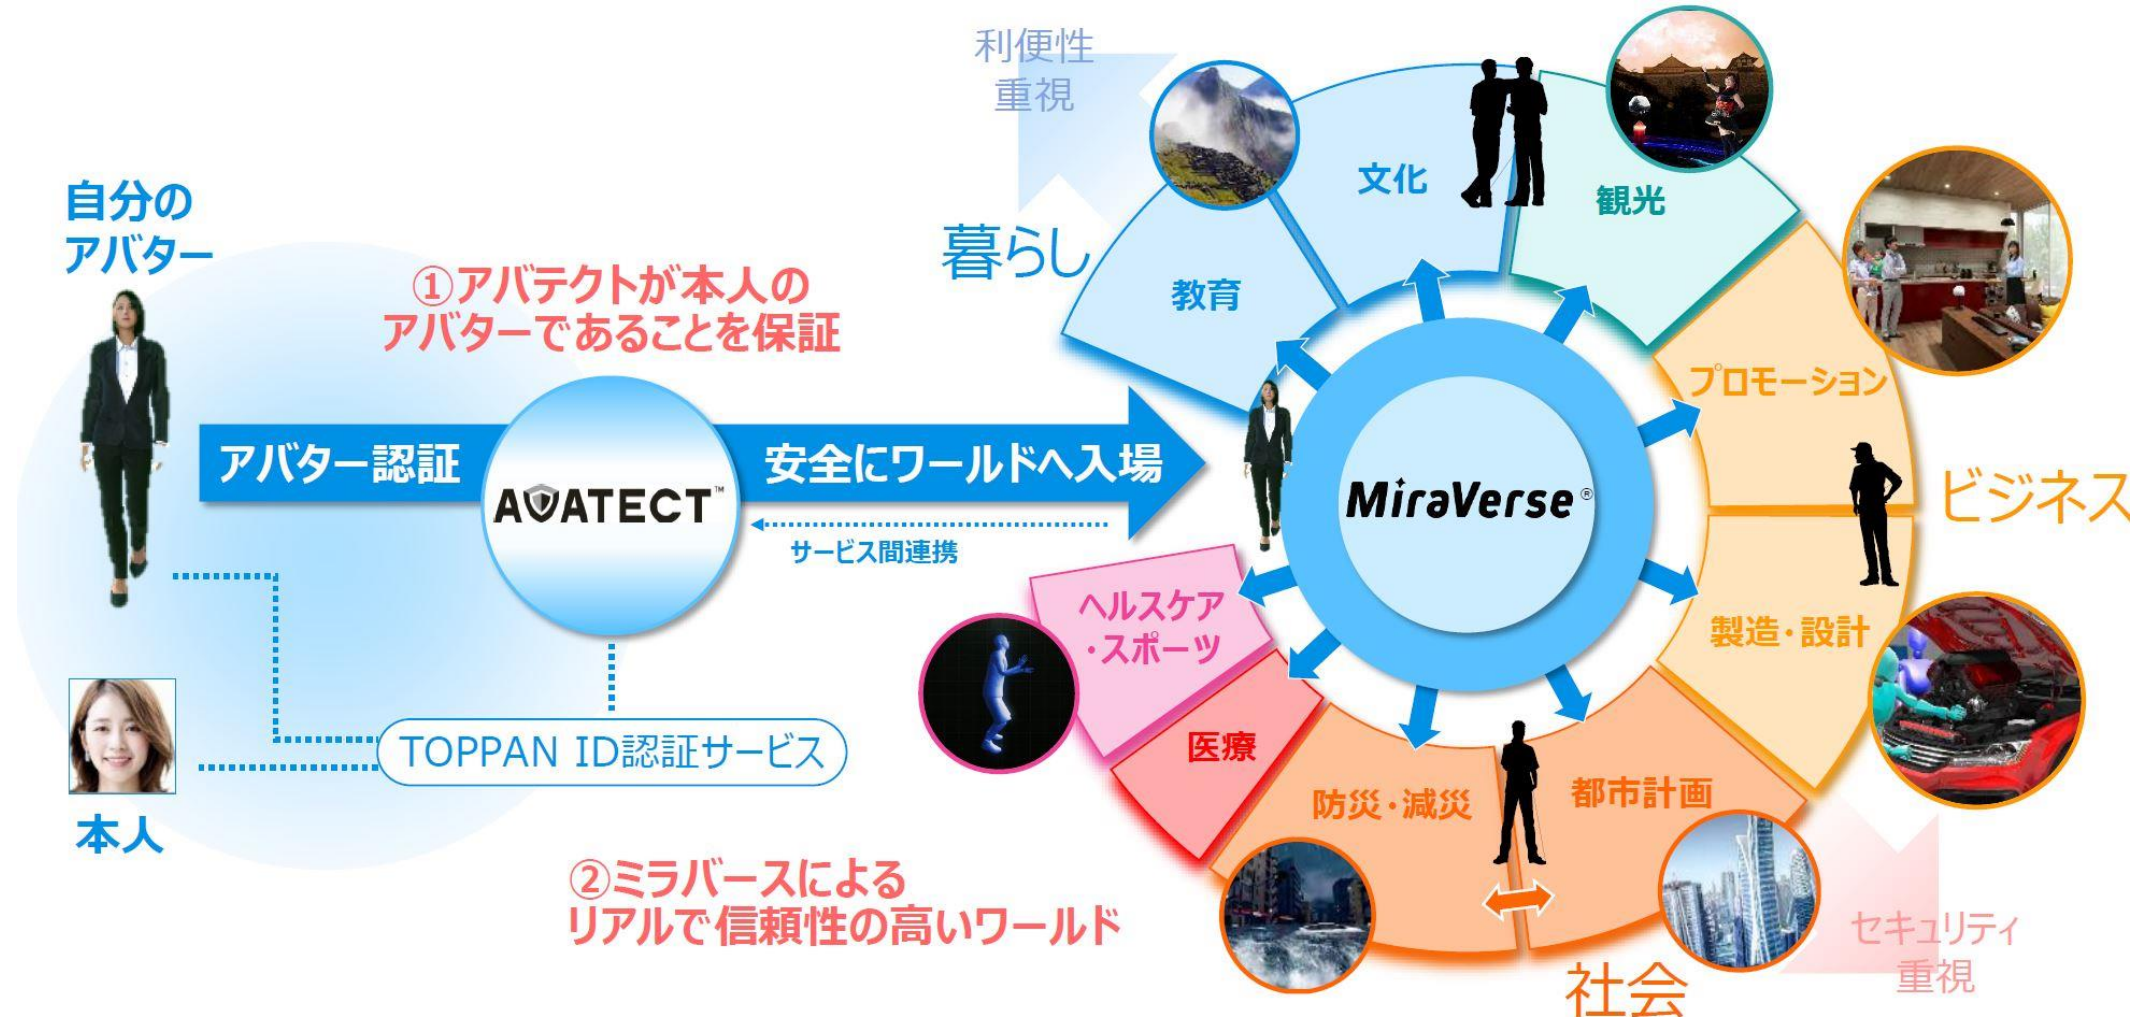 自分の
アバター
①アバテクトが本人の
アバターであることを保証
アバター認証
AVATECT™
安全にワールドへ入場
サービス間連携
TOPPAN ID認証サービス
本人
②ミラバースによる
リアルで信頼性の高いワールド
利便性
重視
暮らし
教育
文化
観光
プロモーション
ビジネス
製造・設計
都市計画
防災・減災
社会
医療
ヘルスケア
・スポーツ
MiraVerse®
セキュリティ
重視